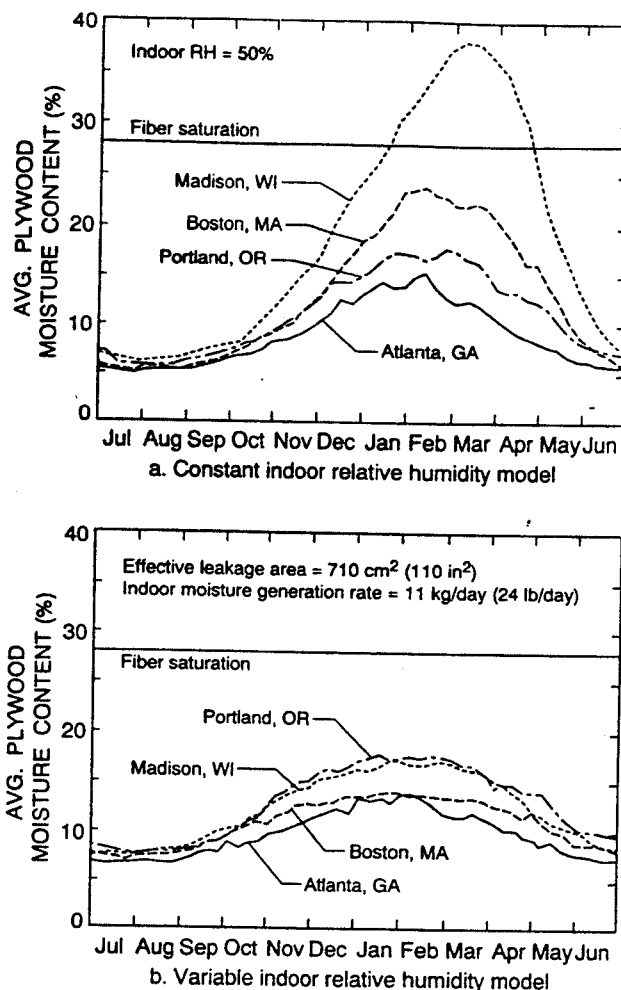 40
Indoor RH = 50%
30
Fiber saturation
Madison, WI
20
Boston, MA
Portland, OR
10
Atlanta, GA
0
AVG. PLYWOOD
MOISTURE CONTENT (%)
Jul Aug Sep Oct Nov Dec Jan Feb Mar Apr May Jun
a. Constant indoor relative humidity model
40
Effective leakage area = 710 cm² (110 in²)
Indoor moisture generation rate = 11 kg/day (24 lb/day)
30
Fiber saturation
Portland, OR
20
Madison, WI
10
Boston, MA
Atlanta, GA
0
AVG. PLYWOOD
MOISTURE CONTENT (%)
Jul Aug Sep Oct Nov Dec Jan Feb Mar Apr May Jun
b. Variable indoor relative humidity model